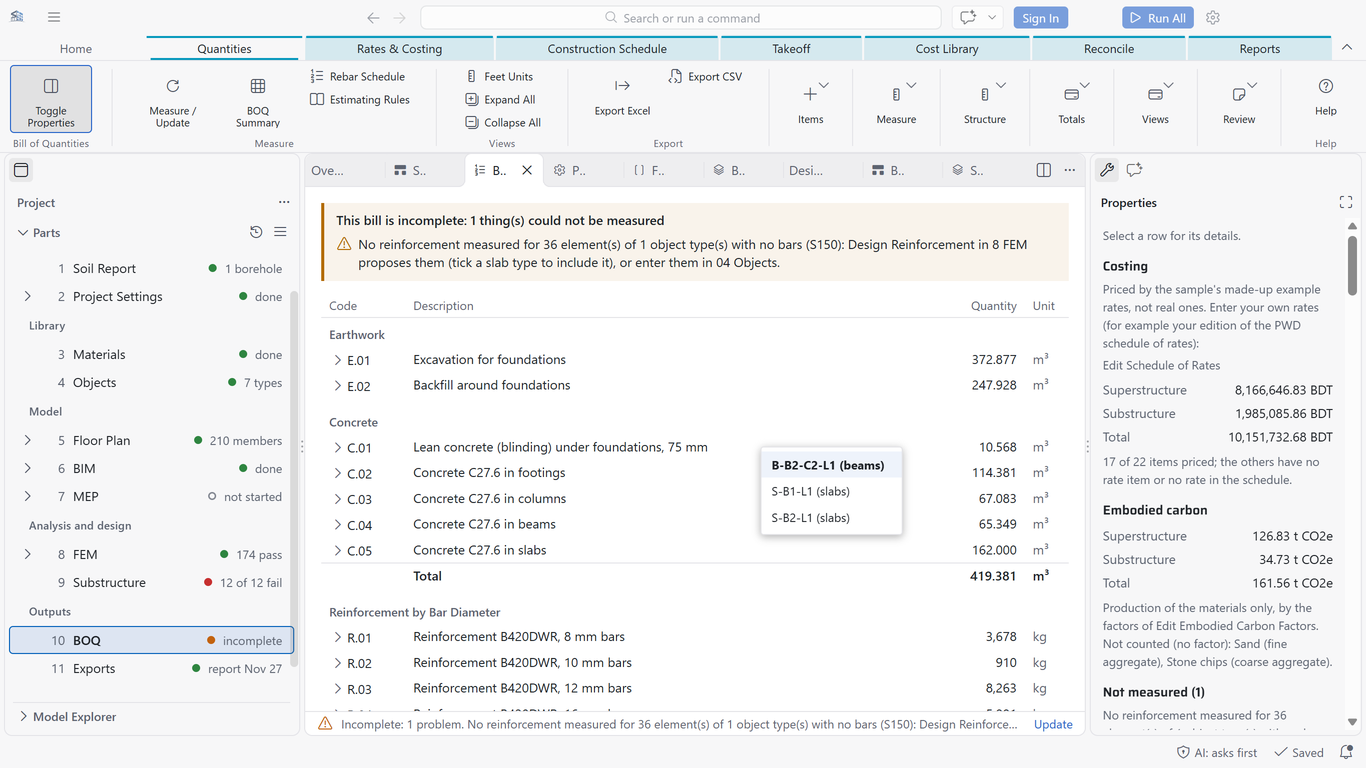 Search or run a command
Sign In
Run All
Home
Quantities
Rates & Costing
Construction Schedule
Takeoff
Cost Library
Reconcile
Reports
Toggle Properties
Bill of Quantities
Measure / Update
BOQ Summary
Rebar Schedule
Estimating Rules
Measure
Feet Units
Expand All
Collapse All
Views
Export Excel
Export CSV
Export
Items
Measure
Structure
Totals
Views
Review
Help
Help
Project
Parts
1 Soil Report 1 borehole
2 Project Settings done
Library
3 Materials done
4 Objects 7 types
Model
5 Floor Plan 210 members
6 BIM done
7 MEP not started
Analysis and design
8 FEM 174 pass
9 Substructure 12 of 12 fail
Outputs
10 BOQ incomplete
11 Exports report Nov 27
Model Explorer
Ove...
S..
B..
P..
F..
B..
Desi...
B..
S..
This bill is incomplete: 1 thing(s) could not be measured
No reinforcement measured for 36 element(s) of 1 object type(s) with no bars (S150): Design Reinforcement in 8 FEM
proposes them (tick a slab type to include it), or enter them in 04 Objects.
Code Description Quantity Unit
Earthwork
E.01 Excavation for foundations 372.877 m³
E.02 Backfill around foundations 247.928 m³
Concrete
C.01 Lean concrete (blinding) under foundations, 75 mm 10.568 m³
C.02 Concrete C27.6 in footings 114.381 m³
C.03 Concrete C27.6 in columns 67.083 m³
C.04 Concrete C27.6 in beams 65.349 m³
C.05 Concrete C27.6 in slabs 162.000 m³
Total 419.381 m³
B-B2-C2-L1 (beams)
S-B1-L1 (slabs)
S-B2-L1 (slabs)
Reinforcement by Bar Diameter
R.01 Reinforcement B420DWR, 8 mm bars 3,678 kg
R.02 Reinforcement B420DWR, 10 mm bars 910 kg
R.03 Reinforcement B420DWR, 12 mm bars 8,263 kg
Incomplete: 1 problem. No reinforcement measured for 36 element(s) of 1 object type(s) with no bars (S150): Design Reinforce...
Update
Properties
Select a row for its details.
Costing
Priced by the sample's made-up example
rates, not real ones. Enter your own rates
(for example your edition of the PWD
schedule of rates):
Edit Schedule of Rates
Superstructure 8,166,646.83 BDT
Substructure 1,985,085.86 BDT
Total 10,151,732.68 BDT
17 of 22 items priced; the others have no
rate item or no rate in the schedule.
Embodied carbon
Superstructure 126.83 t CO2e
Substructure 34.73 t CO2e
Total 161.56 t CO2e
Production of the materials only, by the
factors of Edit Embodied Carbon Factors.
Not counted (no factor): Sand (fine
aggregate), Stone chips (coarse aggregate).
Not measured (1)
No reinforcement measured for 36
AI: asks first
Saved